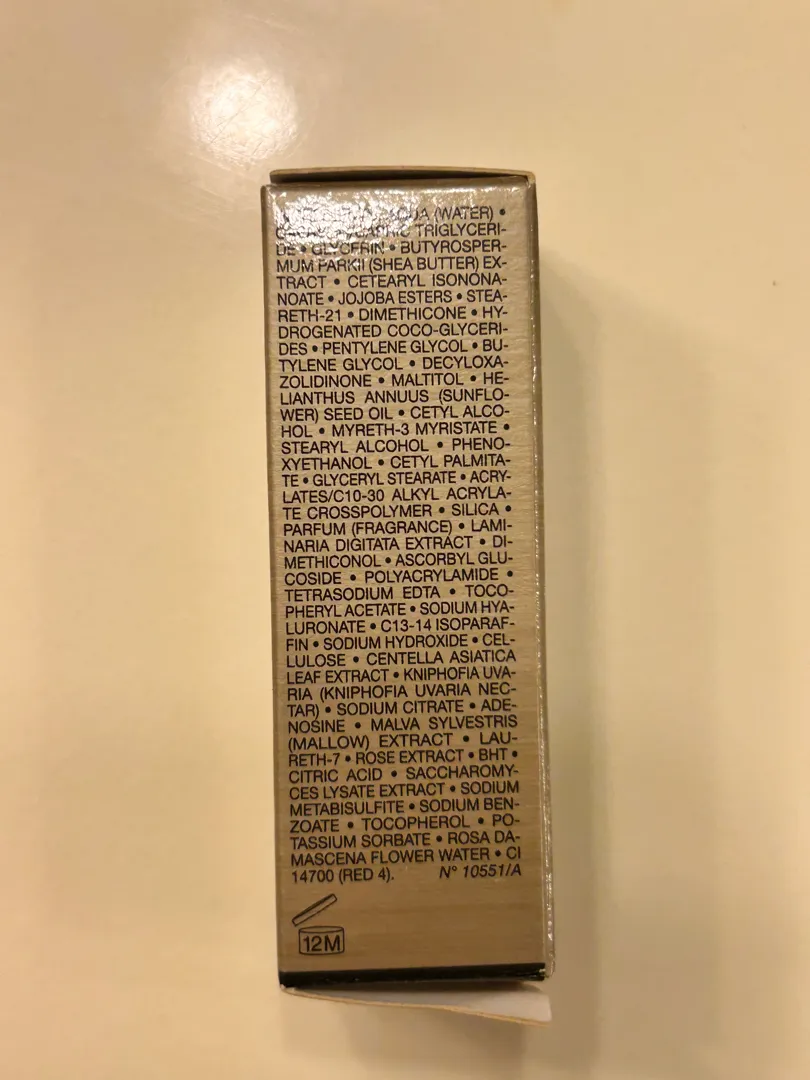 AQUA (WATER) •
CAPRYLIC/CAPRIC TRIGLYCERI-
DE • GLYCERIN • BUTYROSPER-
MUM PARKII (SHEA BUTTER) EX-
TRACT • CETEARYL ISONONA-
NOATE • JOJOBA ESTERS • STEA-
RETH-21 • DIMETHICONE • HY-
DROGENATED COCO-GLYCERI-
DES • PENTYLENE GLYCOL • BU-
TYLENE GLYCOL • DECYLOXA-
ZOLIDINONE • MALTITOL • HE-
LIANTHUS ANNUUS (SUNFLO-
WER) SEED OIL • CETYL ALCO-
HOL • MYRETH-3 MYRISTATE •
STEARYL ALCOHOL • PHENO-
XYETHANOL • CETYL PALMITA-
TE • GLYCERYL STEARATE • ACRY-
LATES/C10-30 ALKYL ACRYLA-
TE CROSSPOLYMER • SILICA •
PARFUM (FRAGRANCE) • LAMI-
NARIA DIGITATA EXTRACT • DI-
METHICONOL • ASCORBYL GLU-
COSIDE • POLYACRYLAMIDE •
TETRASODIUM EDTA • TOCO-
PHERYL ACETATE • SODIUM HYA-
LURONATE • C13-14 ISOPARAF-
FIN • SODIUM HYDROXIDE • CEL-
LULOSE • CENTELLA ASIATICA
LEAF EXTRACT • KNIPHOFIA UVA-
RIA (KNIPHOFIA UVARIA NEC-
TAR) • SODIUM CITRATE • ADE-
NOSINE • MALVA SYLVESTRIS
(MALLOW) EXTRACT • LAU-
RETH-7 • ROSE EXTRACT • BHT •
CITRIC ACID • SACCHAROMY-
CES LYSATE EXTRACT • SODIUM
METABISULFITE • SODIUM BEN-
ZOATE • TOCOPHEROL • PO-
TASSIUM SORBATE • ROSA DA-
MASCENA FLOWER WATER • CI
14700 (RED 4). N° 10551/A
12M